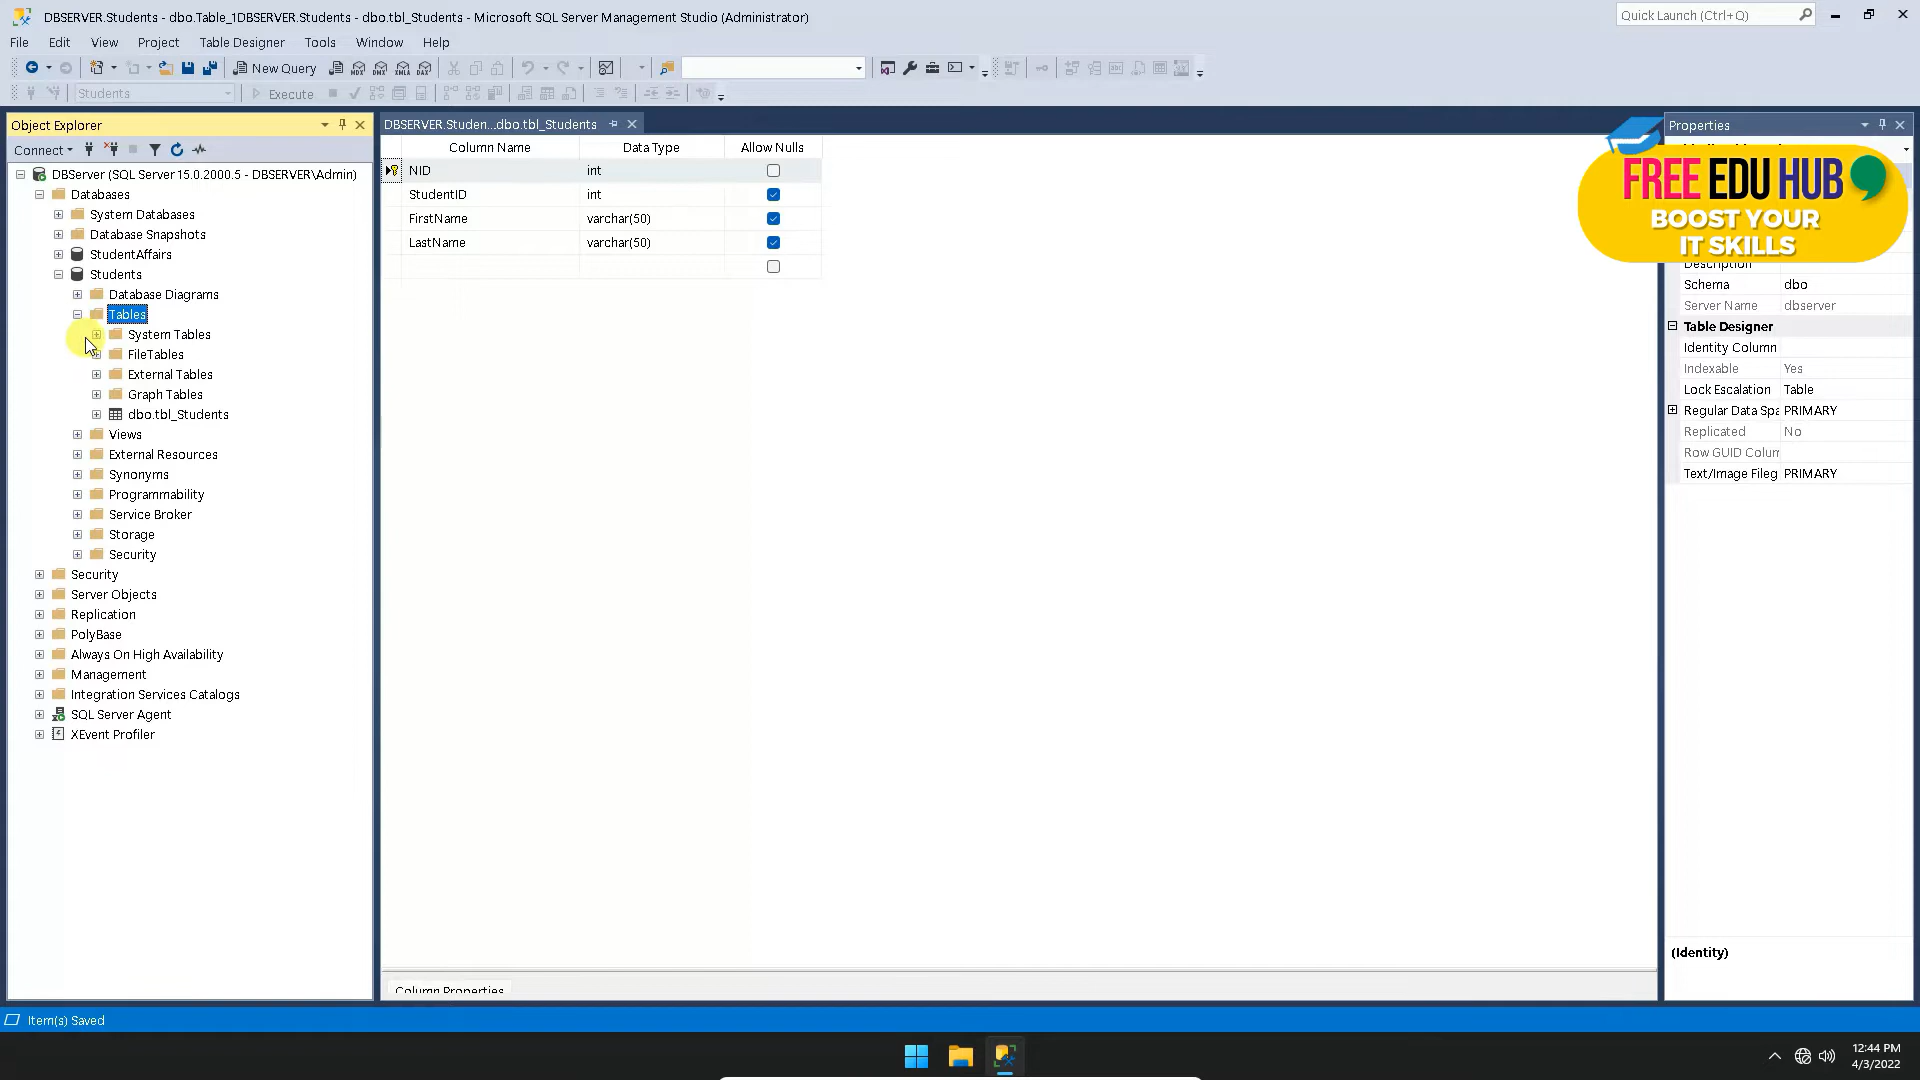 DBSERVER.Students - dbo.Table_1DBSERVER.Students - dbo.tbl_Students - Microsoft SQL Server Management Studio (Administrator)
Quick Launch (Ctrl+Q)
File Edit View Project Table Designer Tools Window Help
New Query
Students
Execute
Object Explorer
Connect
DBServer (SQL Server 15.0.2000.5 - DBSERVER\Admin)
Databases
System Databases
Database Snapshots
StudentAffairs
Students
Database Diagrams
Tables
System Tables
FileTables
External Tables
Graph Tables
dbo.tbl_Students
Views
External Resources
Synonyms
Programmability
Service Broker
Storage
Security
Security
Server Objects
Replication
PolyBase
Always On High Availability
Management
Integration Services Catalogs
SQL Server Agent
XEvent Profiler
DBSERVER.Studen...dbo.tbl_Students
Column Name Data Type Allow Nulls
NID int
StudentID int
FirstName varchar(50)
LastName varchar(50)
Column Properties
Properties
FREE EDU HUB
BOOST YOUR
IT SKILLS
Description
Schema dbo
Server Name dbserver
Table Designer
Identity Column
Indexable Yes
Lock Escalation Table
Regular Data Spa PRIMARY
Replicated No
Row GUID Colum
Text/Image Fileg PRIMARY
(Identity)
Item(s) Saved
12:44 PM
4/3/2022